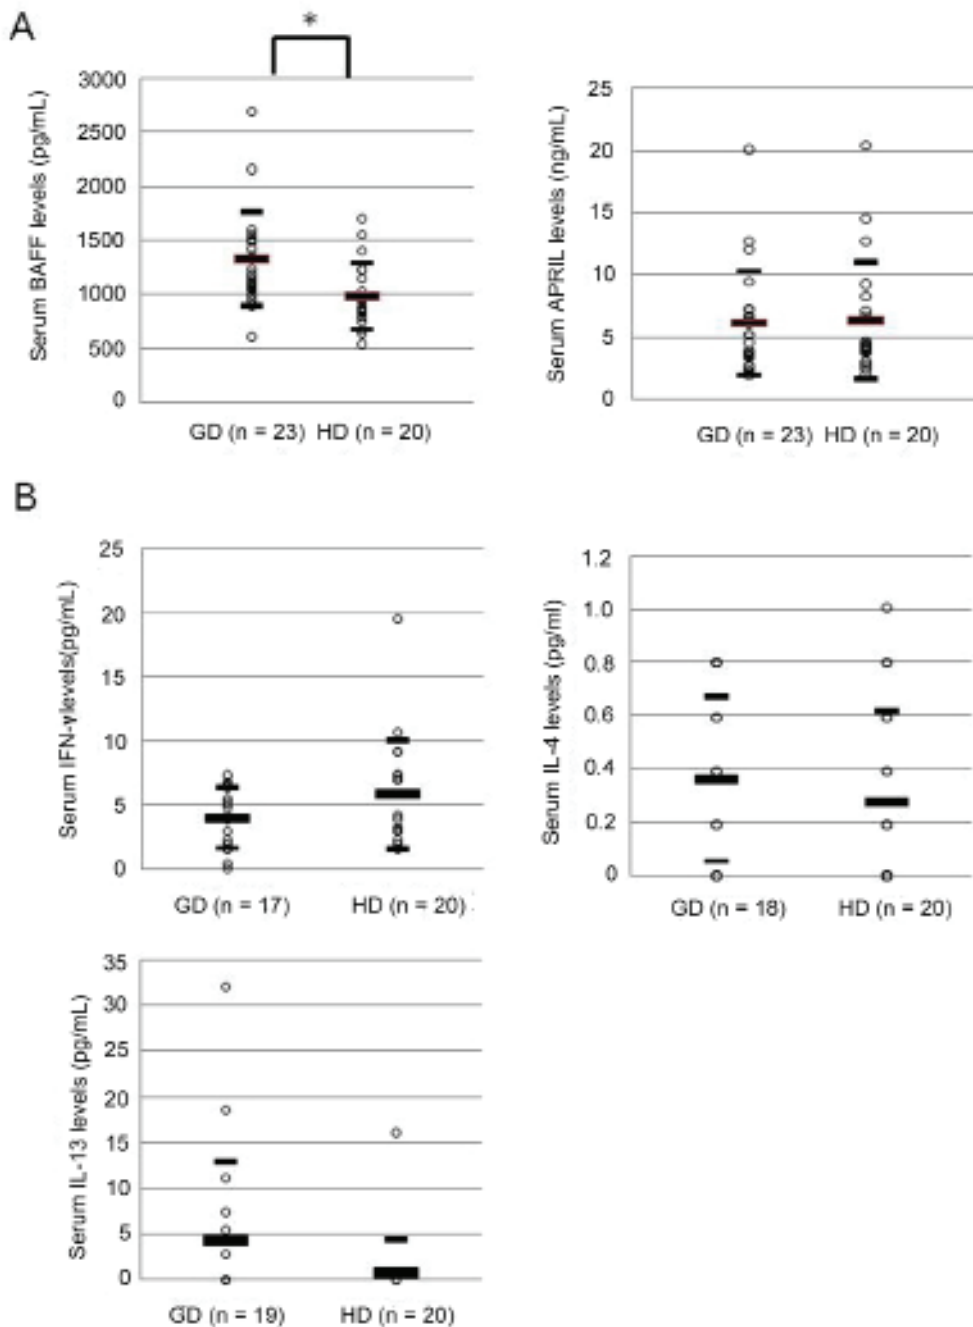 A
*
Serum BAFF levels (pg/mL)
3000
2500
2000
1500
1000
500
0
GD (n = 23) HD (n = 20)
Serum APRIL levels (ng/mL)
25
20
15
10
5
0
GD (n = 23) HD (n = 20)
B
Serum IFN-γlevels(pg/mL)
25
20
15
10
5
0
GD (n = 17) HD (n = 20)
Serum IL-4 levels (pg/ml)
1.2
1.0
0.8
0.6
0.4
0.2
0
GD (n = 18) HD (n = 20)
Serum IL-13 levels (pg/mL)
35
30
25
20
15
10
5
0
GD (n = 19) HD (n = 20)